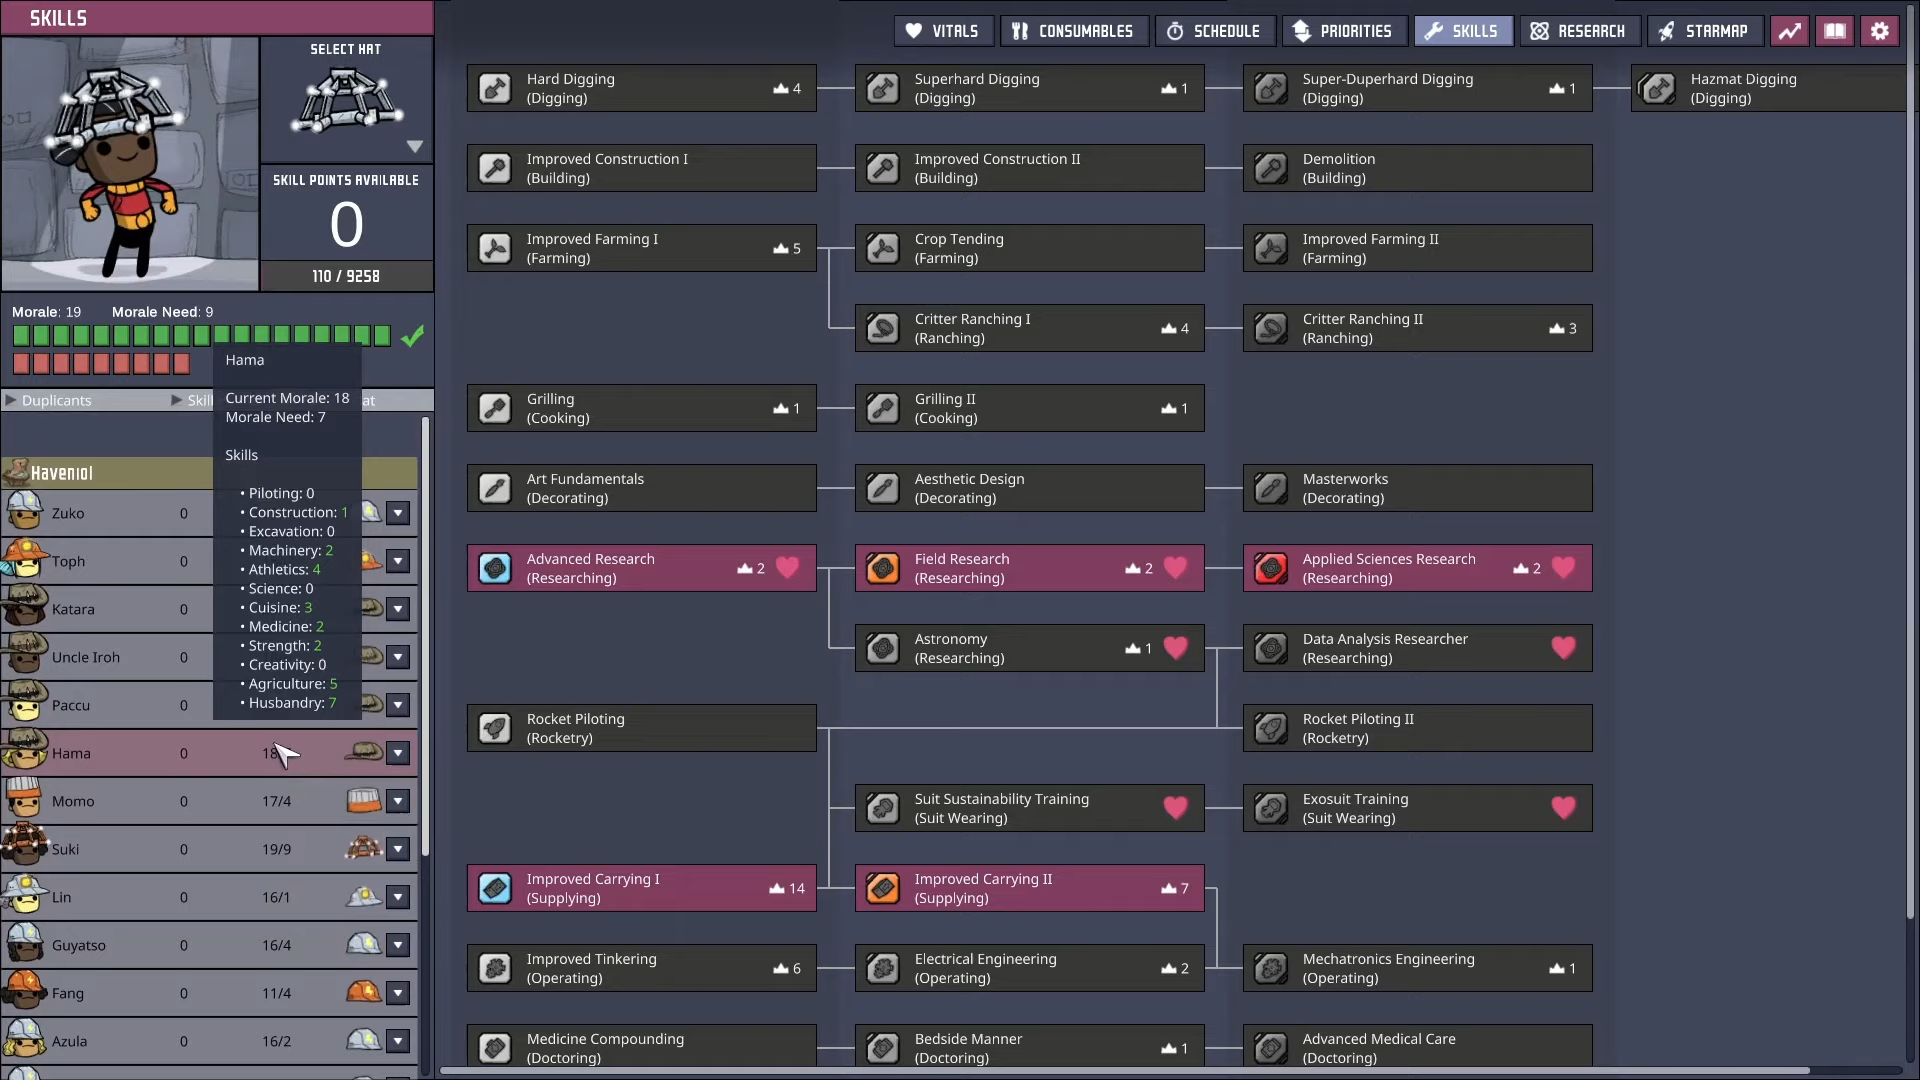 SKILLS
SELECT HAT
SKILL POINTS AVAILABLE
0
110 / 9258
Morale: 19 Morale Need: 9
Duplicants
Skil
at
Haveniol
Zuko 0
Toph 0
Katara 0
Uncle Iroh 0
Paccu 0
Hama 0 18
Momo 0 17/4
Suki 0 19/9
Lin 0 16/1
Guyatso 0 16/4
Fang 0 11/4
Azula 0 16/2
Hama
Current Morale: 18
Morale Need: 7
Skills
• Piloting: 0
• Construction: 1
• Excavation: 0
• Machinery: 2
• Athletics: 4
• Science: 0
• Cuisine: 3
• Medicine: 2
• Strength: 2
• Creativity: 0
• Agriculture: 5
• Husbandry: 7
VITALS CONSUMABLES SCHEDULE PRIORITIES SKILLS RESEARCH STARMAP
Hard Digging
(Digging)
4
Superhard Digging
(Digging)
1
Super-Duperhard Digging
(Digging)
1
Hazmat Digging
(Digging)
Improved Construction I
(Building)
Improved Construction II
(Building)
Demolition
(Building)
Improved Farming I
(Farming)
5
Crop Tending
(Farming)
Improved Farming II
(Farming)
Critter Ranching I
(Ranching)
4
Critter Ranching II
(Ranching)
3
Grilling
(Cooking)
1
Grilling II
(Cooking)
1
Art Fundamentals
(Decorating)
Aesthetic Design
(Decorating)
Masterworks
(Decorating)
Advanced Research
(Researching)
2
Field Research
(Researching)
2
Applied Sciences Research
(Researching)
2
Astronomy
(Researching)
1
Data Analysis Researcher
(Researching)
Rocket Piloting
(Rocketry)
Rocket Piloting II
(Rocketry)
Suit Sustainability Training
(Suit Wearing)
Exosuit Training
(Suit Wearing)
Improved Carrying I
(Supplying)
14
Improved Carrying II
(Supplying)
7
Improved Tinkering
(Operating)
6
Electrical Engineering
(Operating)
2
Mechatronics Engineering
(Operating)
1
Medicine Compounding
(Doctoring)
Bedside Manner
(Doctoring)
1
Advanced Medical Care
(Doctoring)